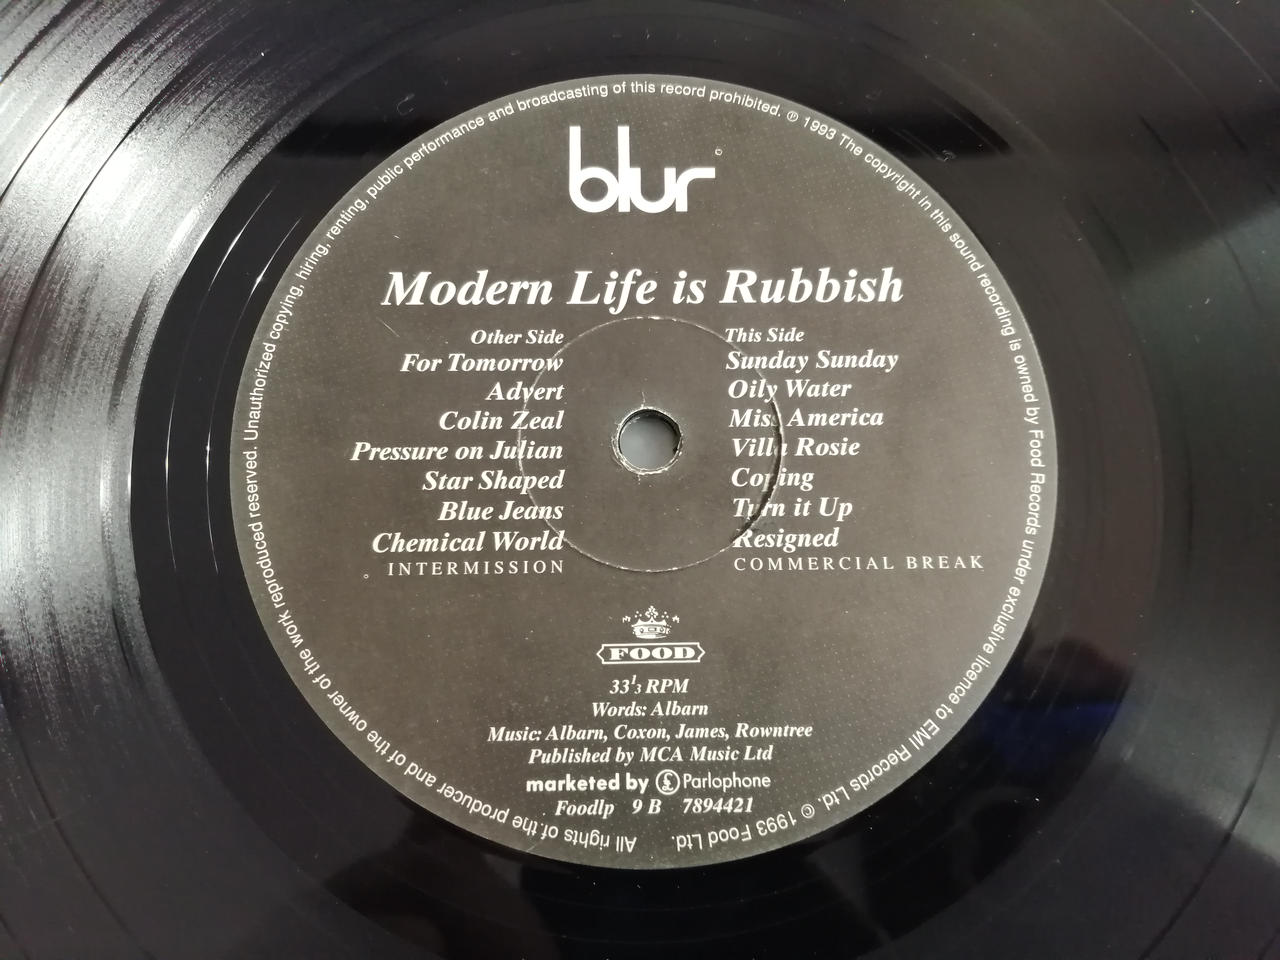 blur
Modern Life is Rubbish
Other Side
For Tomorrow
Advert
Colin Zeal
Pressure on Julian
Star Shaped
Blue Jeans
Chemical World
INTERMISSION
This Side
Sunday Sunday
Oily Water
Miss America
Villa Rosie
Coping
Turn it Up
Resigned
COMMERCIAL BREAK
FOOD
33⅓ RPM
Words: Albarn
Music: Albarn, Coxon, James, Rowntree
Published by MCA Music Ltd
marketed by £ Parlophone
Foodlp 9 B 7894421
All rights of the producer and of the owner of the work reproduced reserved. Unauthorized copying, hiring, renting, public performance and broadcasting of this record prohibited. ℗ 1993 The copyright in this sound recording is owned by Food Records under exclusive licence to EMI Records Ltd. © 1993 Food Ltd.